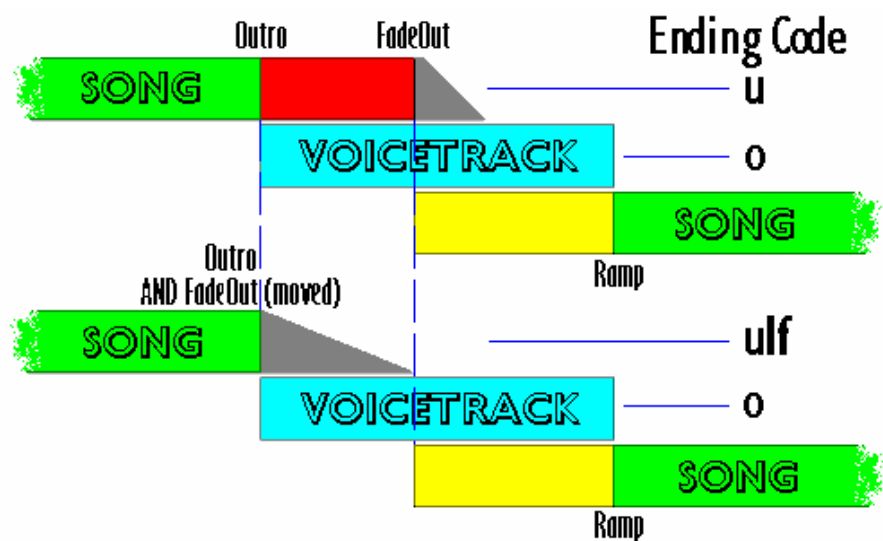 Outro FadeOut Ending Code
SONG u
VOICETRACK o
SONG
Ramp
Outro
AND FadeOut (moved)
SONG ulf
VOICETRACK o
SONG
Ramp